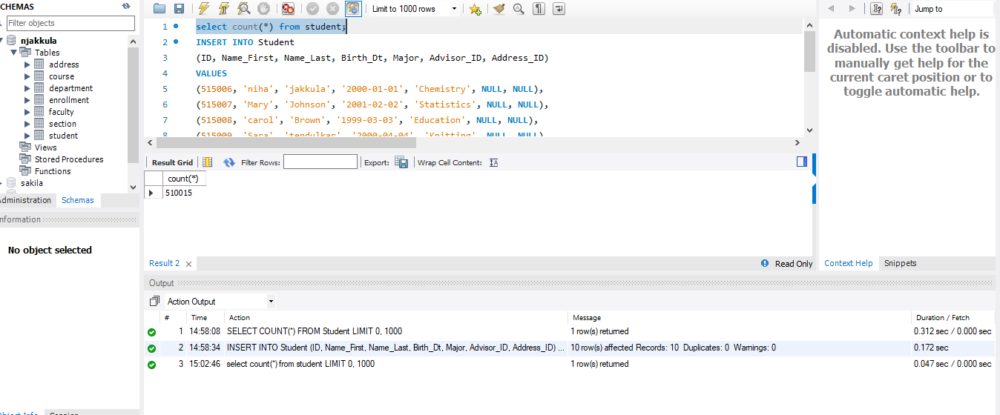 SCHEMAS
Filter objects
njakkula
Tables
address
course
department
enrollment
faculty
section
student
Views
Stored Procedures
Functions
sakila
Administration Schemas
Information
No object selected
Object Info Session
Limit to 1000 rows
1 select count(*) from student;
2 INSERT INTO Student
3 (ID, Name_First, Name_Last, Birth_Dt, Major, Advisor_ID, Address_ID)
4 VALUES
5 (515006, 'niha', 'jakkula', '2000-01-01', 'Chemistry', NULL, NULL),
6 (515007, 'Mary', 'Johnson', '2001-02-02', 'Statistics', NULL, NULL),
7 (515008, 'carol', 'Brown', '1999-03-03', 'Education', NULL, NULL),
8 (515009, 'Sara', 'tendulkar', '2000-04-04', 'Knitting', NULL, NULL)
Result Grid Filter Rows: Export: Wrap Cell Content:
count(*)
510015
Result 2 Read Only
Output
Action Output
# Time Action Message Duration / Fetch
1 14:58:08 SELECT COUNT(*) FROM Student LIMIT 0, 1000 1 row(s) returned 0.312 sec / 0.000 sec
2 14:58:34 INSERT INTO Student (ID, Name_First, Name_Last, Birth_Dt, Major, Advisor_ID, Address_ID) ... 10 row(s) affected Records: 10 Duplicates: 0 Warnings: 0 0.172 sec
3 15:02:46 select count(*) from student LIMIT 0, 1000 1 row(s) returned 0.047 sec / 0.000 sec
Jump to
Automatic context help is
disabled. Use the toolbar to
manually get help for the
current caret position or to
toggle automatic help.
Context Help Snippets